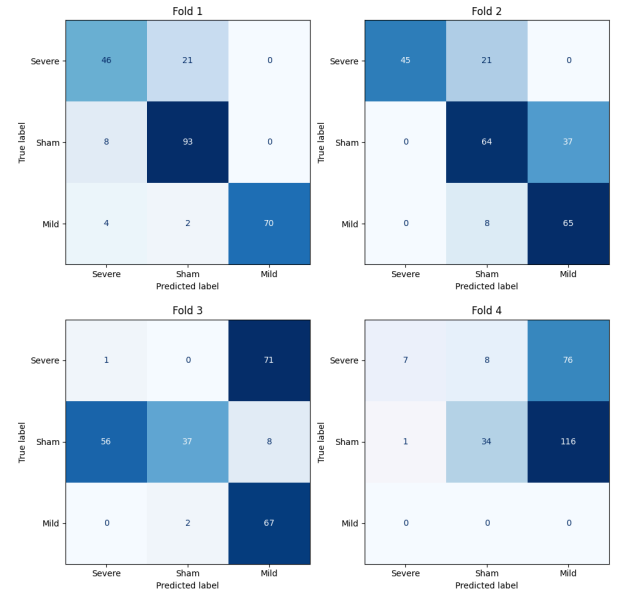 Fold 1
Fold 2
True label
Severe
46
21
0
Sham
8
93
0
Mild
4
2
70
Severe
Sham
Mild
Predicted label
True label
Severe
45
21
0
Sham
0
64
37
Mild
0
8
65
Severe
Sham
Mild
Predicted label
Fold 3
Fold 4
True label
Severe
1
0
71
Sham
56
37
8
Mild
0
2
67
Severe
Sham
Mild
Predicted label
True label
Severe
7
8
76
Sham
1
34
116
Mild
0
0
0
Severe
Sham
Mild
Predicted label